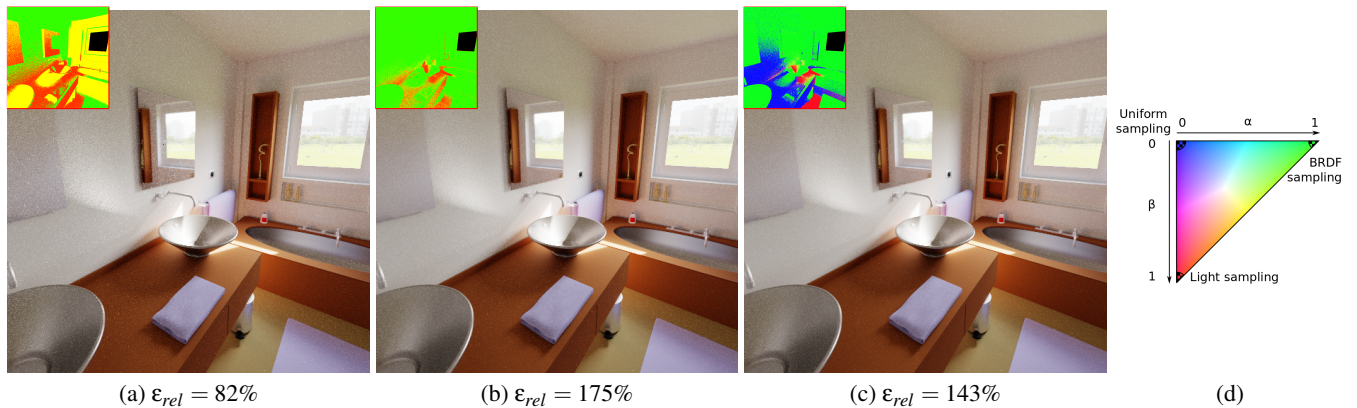 Uniform
sampling
0 α 1
0
BRDF
sampling
β
1 Light sampling
(a) ε_rel = 82% (b) ε_rel = 175% (c) ε_rel = 143% (d)